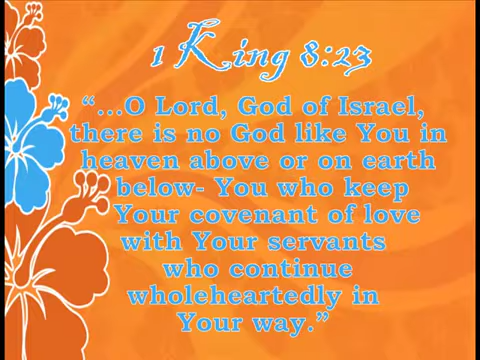 1 King 8:23
“...O Lord, God of Israel,
there is no God like You in
heaven above or on earth
below- You who keep
Your covenant of love
with Your servants
who continue
wholeheartedly in
Your way.”